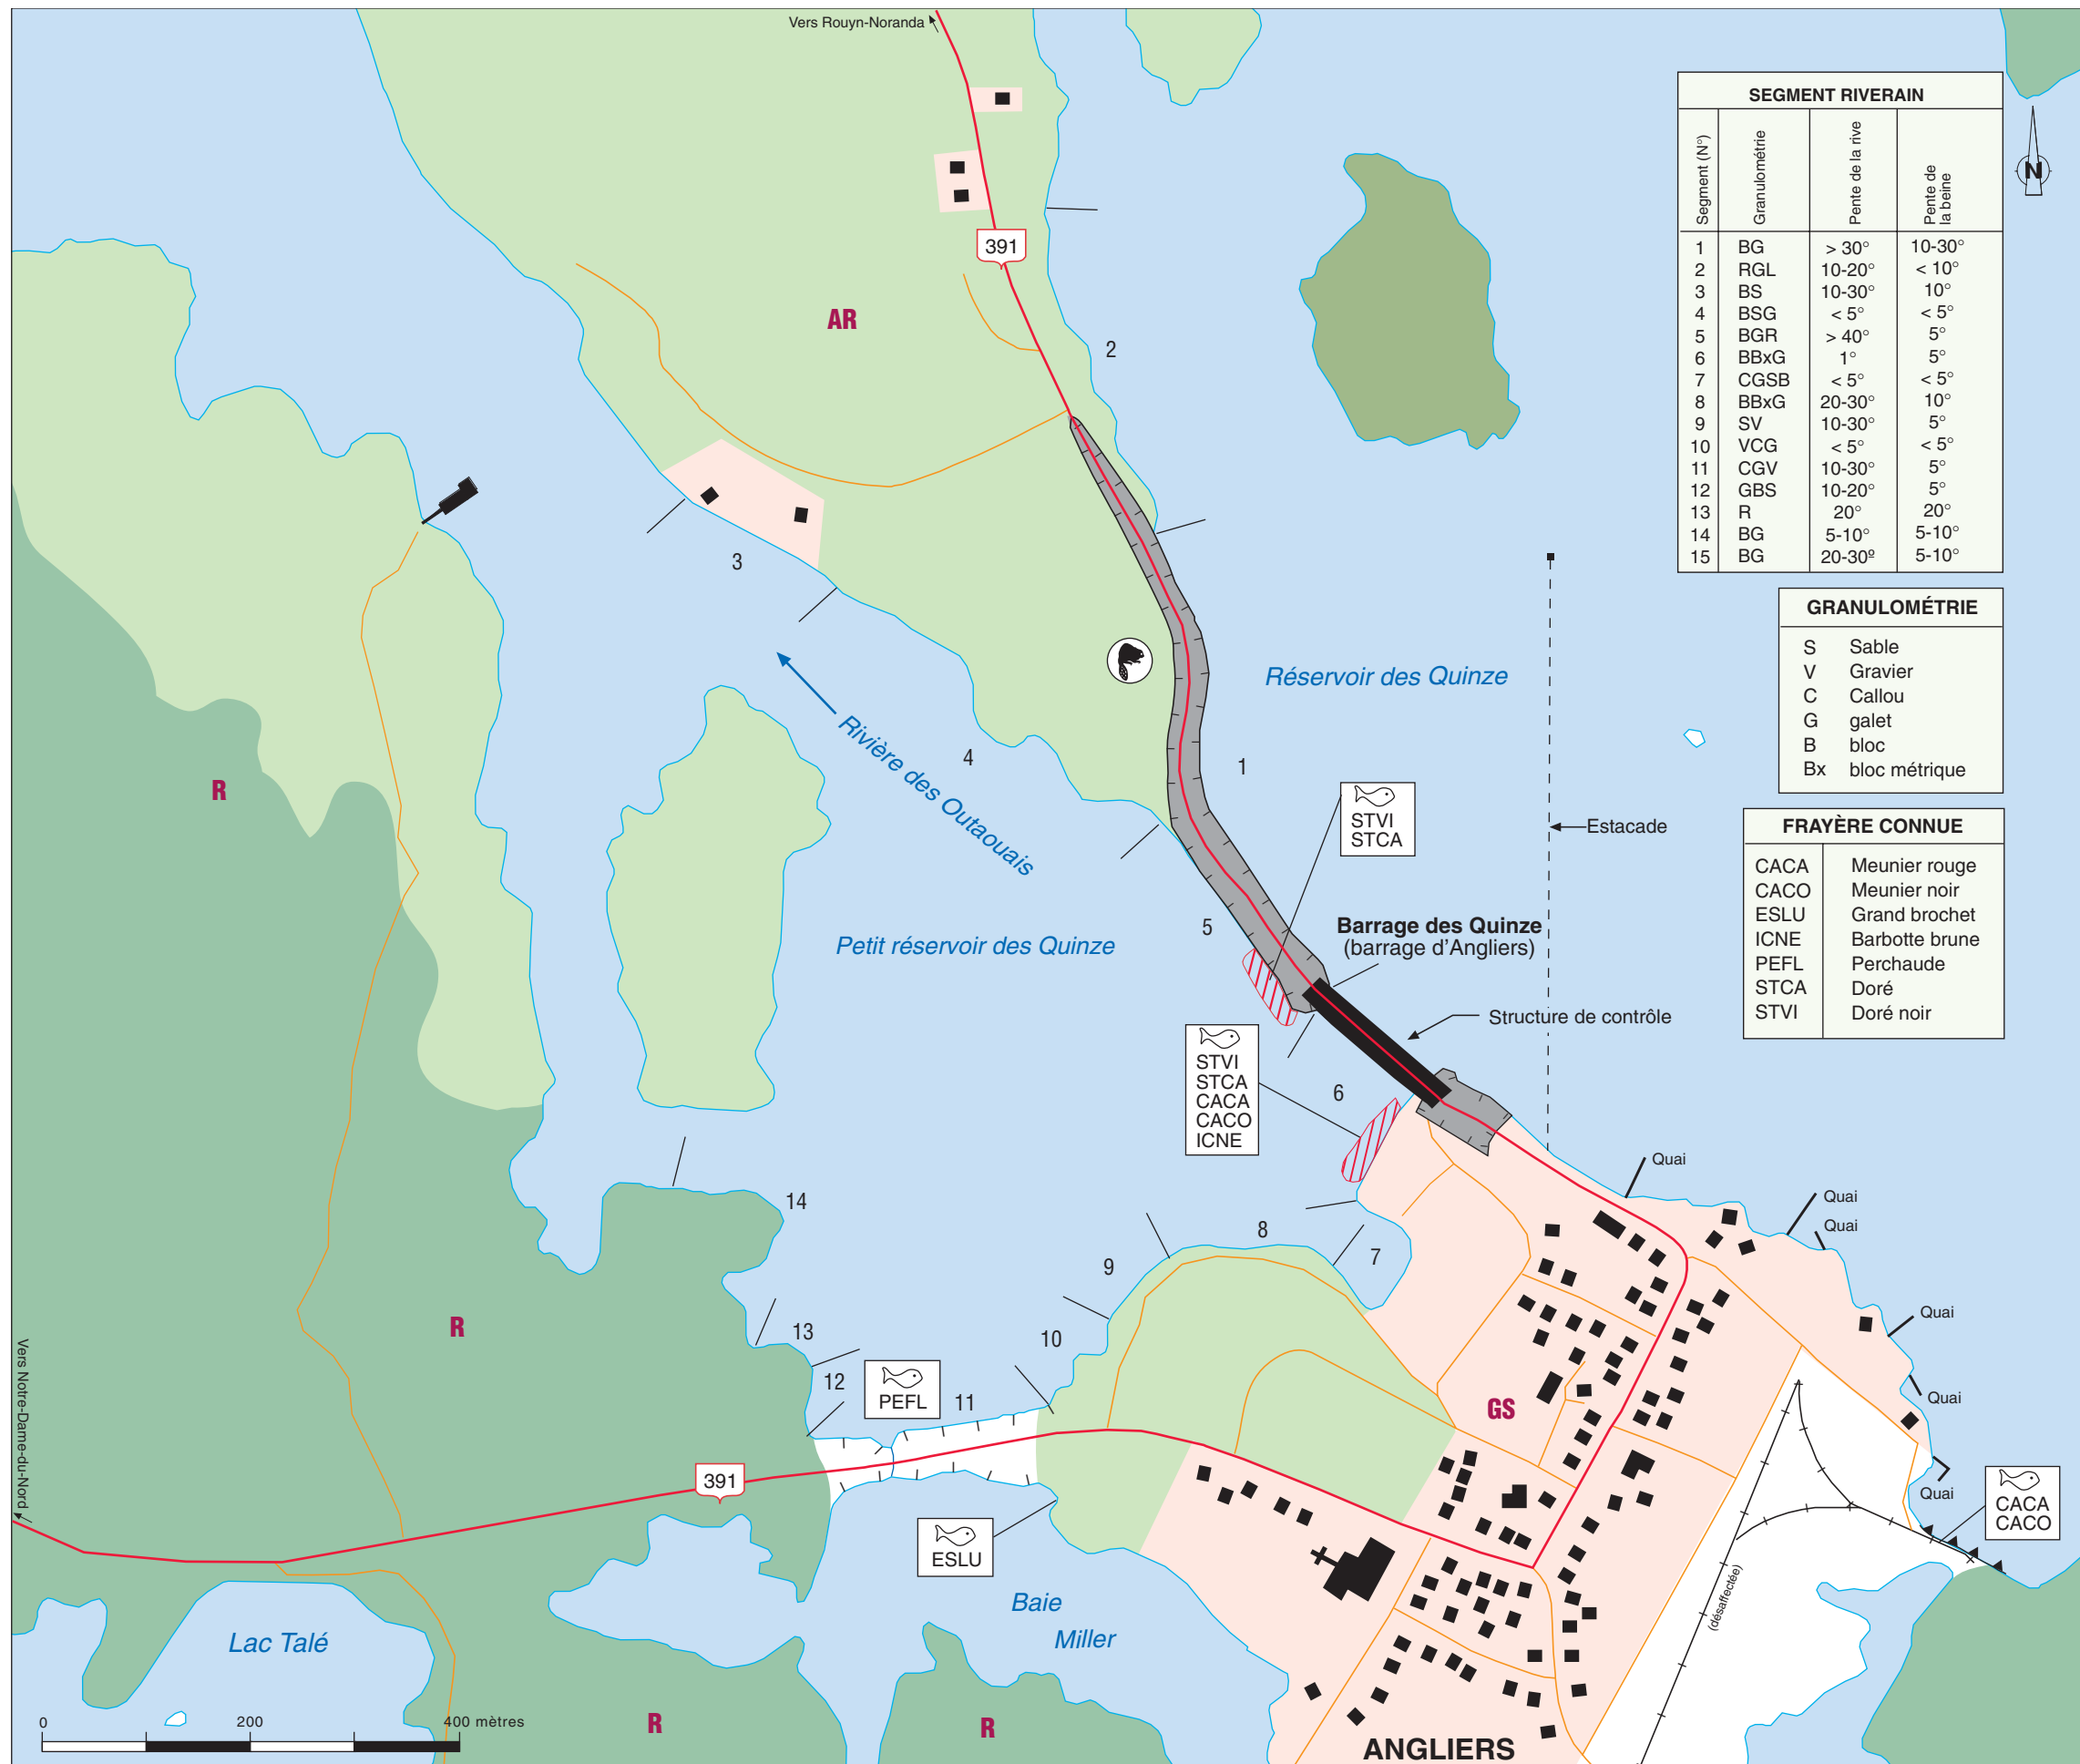 Vers Rouyn-Noranda
391
AR
2
3
4
1
5
6
7
8
9
10
11
12
13
14
R
R
R
R
GS
Réservoir des Quinze
Rivière des Outaouais
Petit réservoir des Quinze
STVI
STCA
Barrage des Quinze
(barrage d'Angliers)
Structure de contrôle
Estacade
STVI
STCA
CACA
CACO
ICNE
PEFL
ESLU
CACA
CACO
Quai
Quai
Quai
Quai
Quai
Quai
391
Vers Notre-Dame-du-Nord
Lac Talé
Baie
Miller
(désaffectée)
ANGLIERS
0 200 400 mètres
SEGMENT RIVERAIN
Segment (N°) Granulométrie Pente de la rive Pente de la beine
1 BG > 30° 10-30°
2 RGL 10-20° < 10°
3 BS 10-30° 10°
4 BSG < 5° < 5°
5 BGR > 40° 5°
6 BBxG 1° 5°
7 CGSB < 5° < 5°
8 BBxG 20-30° 10°
9 SV 10-30° 5°
10 VCG < 5° < 5°
11 CGV 10-30° 5°
12 GBS 10-20° 5°
13 R 20° 20°
14 BG 5-10° 5-10°
15 BG 20-30º 5-10°
N
GRANULOMÉTRIE
S Sable
V Gravier
C Callou
G galet
B bloc
Bx bloc métrique
FRAYÈRE CONNUE
CACA Meunier rouge
CACO Meunier noir
ESLU Grand brochet
ICNE Barbotte brune
PEFL Perchaude
STCA Doré
STVI Doré noir